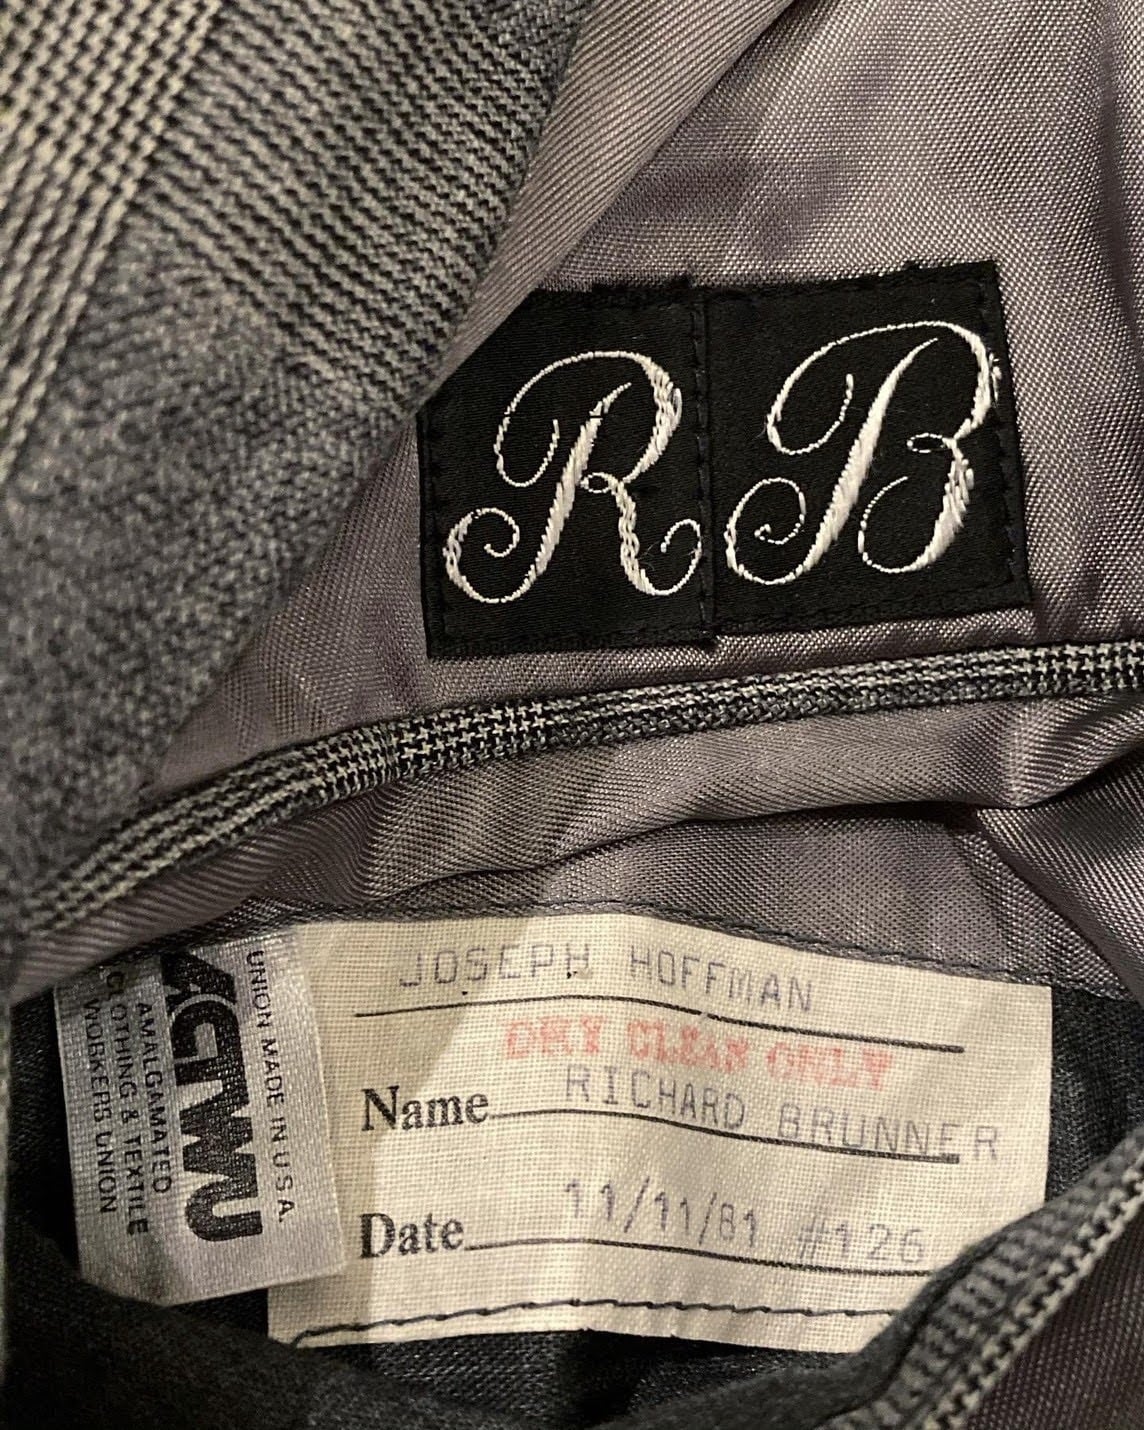 R B
JOSEPH HOFFMAN
DRY CLEAN ONLY
Name RICHARD BRUNNER
Date 11/11/81 #126
UNION MADE IN U.S.A.
ACTWU
AMALGAMATED
CLOTHING & TEXTILE
WORKERS UNION